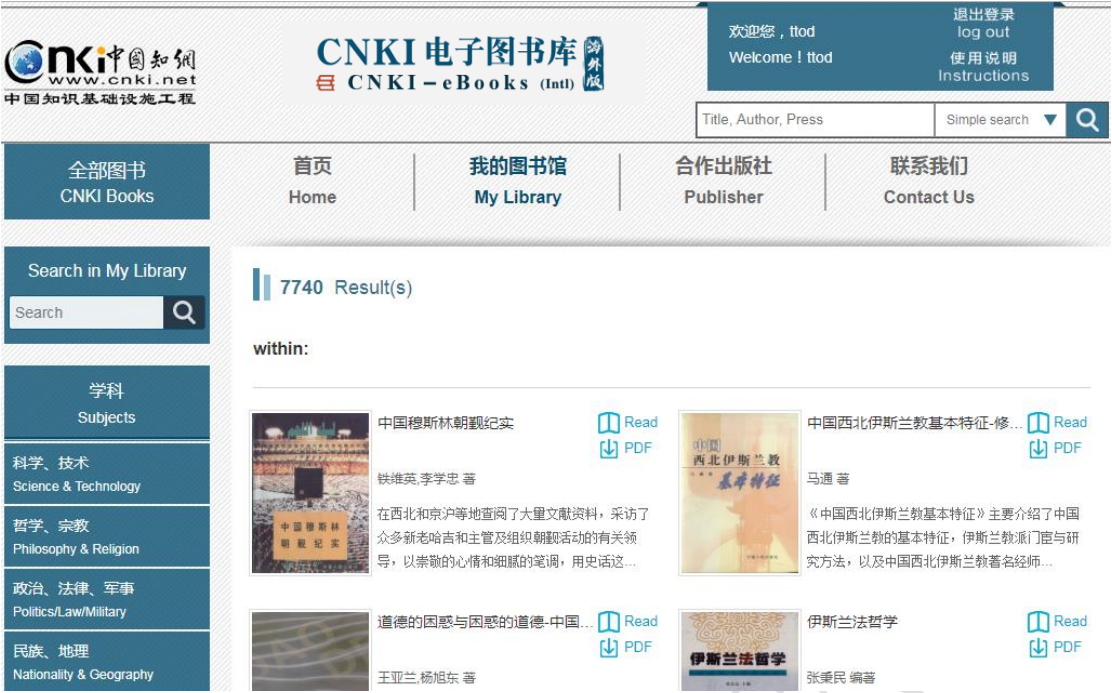 cnki中国知网
www.cnki.net
中国知识基础设施工程
CNKI 电子图书库 海外版
CNKI-eBooks (Intl)
欢迎您，ttod
Welcome！ttod
退出登录
log out
使用说明
Instructions
Title, Author, Press
Simple search ▼
全部图书
CNKI Books
首页
Home
我的图书馆
My Library
合作出版社
Publisher
联系我们
Contact Us
Search in My Library
Search
学科
Subjects
科学、技术
Science & Technology
哲学、宗教
Philosophy & Religion
政治、法律、军事
Politics/Law/Military
民族、地理
Nationality & Geography
7740 Result(s)
within:
中国穆斯林
朝觐纪实
中国穆斯林朝觐纪实
Read
PDF
铁维英,李学忠 著
在西北和京沪等地查阅了大量文献资料，采访了
众多新老哈吉和主管及组织朝觐活动的有关领
导，以崇敬的心情和细腻的笔调，用史话这...
中国
西北伊斯兰教
基本特征
中国西北伊斯兰教基本特征-修...
Read
PDF
马通 著
《中国西北伊斯兰教基本特征》主要介绍了中国
西北伊斯兰教的基本特征，伊斯兰教派门宦与研
究方法，以及中国西北伊斯兰教著名经师...
道德的困惑与困惑的道德-中国...
Read
PDF
王亚兰,杨旭东 著
伊斯兰法哲学
伊斯兰法哲学
Read
PDF
张秉民 编著